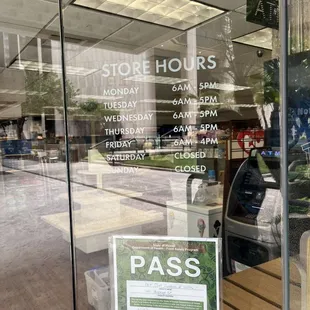 STORE HOURS
MONDAY 6AM - 5PM
TUESDAY 6AM - 5PM
WEDNESDAY 6AM - 5PM
THURSDAY 6AM - 5PM
FRIDAY 6AM - 4PM
SATURDAY CLOSED
SUNDAY CLOSED
PASS